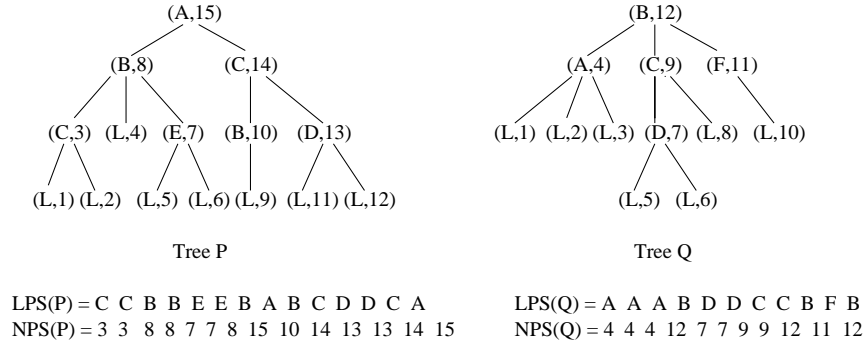 (A,15) (B,12)
(B,8) (C,14) (A,4) (C,9) (F,11)
(C,3) (L,4) (E,7) (B,10) (D,13) (L,1) (L,2) (L,3) (D,7) (L,8) (L,10)
(L,1) (L,2) (L,5) (L,6) (L,9) (L,11) (L,12) (L,5) (L,6)
Tree P Tree Q
LPS(P) = C C B B E E B A B C D D C A LPS(Q) = A A A B D D C C B F B
NPS(P) = 3 3 8 8 7 7 8 15 10 14 13 13 14 15 NPS(Q) = 4 4 4 12 7 7 9 9 12 11 12